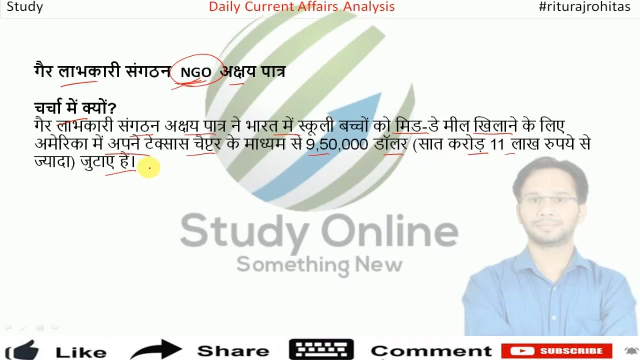 Study Daily Current Affairs Analysis #riturajrohitas
गैर लाभकारी संगठन NGO अक्षय पात्र
चर्चा में क्यों?
गैर लाभकारी संगठन अक्षय पात्र ने भारत में स्कूली बच्चों को मिड-डे मील खिलाने के लिए
अमेरिका में अपने टेक्सास चैप्टर के माध्यम से 9,50,000 डॉलर (सात करोड़ 11 लाख रुपये से
ज्यादा) जुटाए हैं।
Study Online
Something New
Like Share Comment SUBSCRIBE